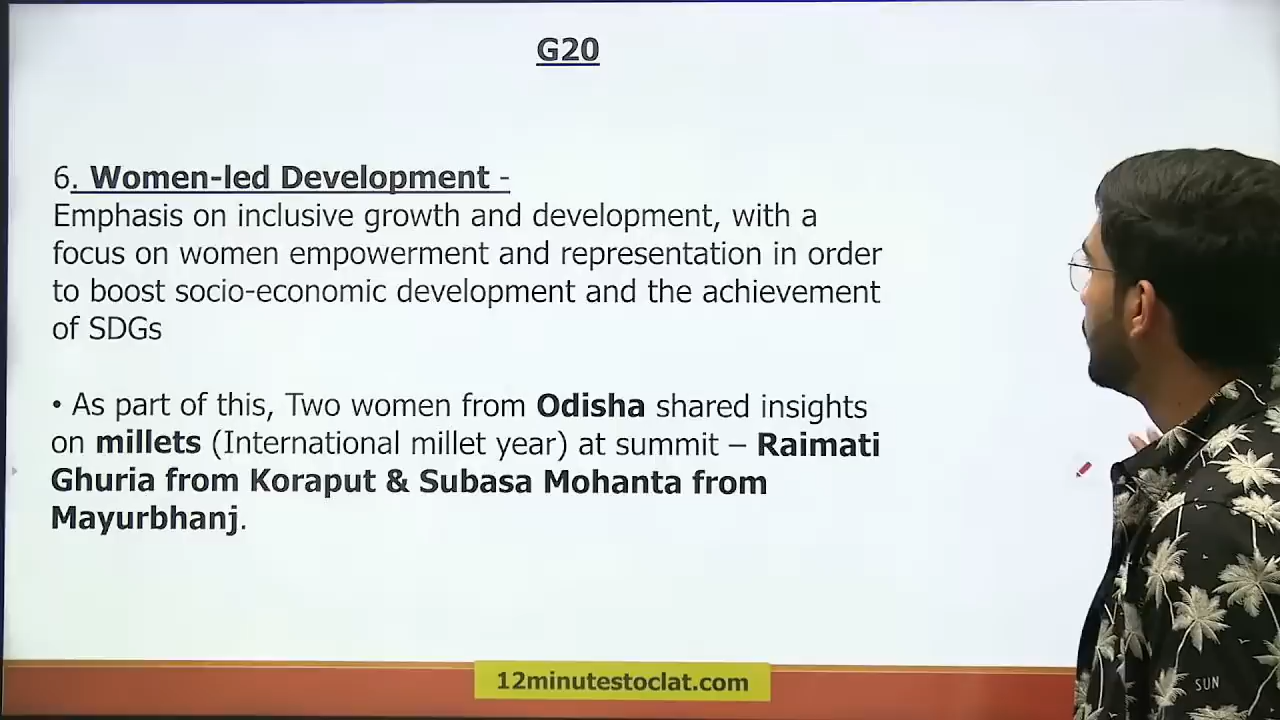 G20
6. Women-led Development -
Emphasis on inclusive growth and development, with a
focus on women empowerment and representation in order
to boost socio-economic development and the achievement
of SDGs
• As part of this, Two women from Odisha shared insights
on millets (International millet year) at summit – Raimati
Ghuria from Koraput & Subasa Mohanta from
Mayurbhanj.
12minutestoclat.com
SUN